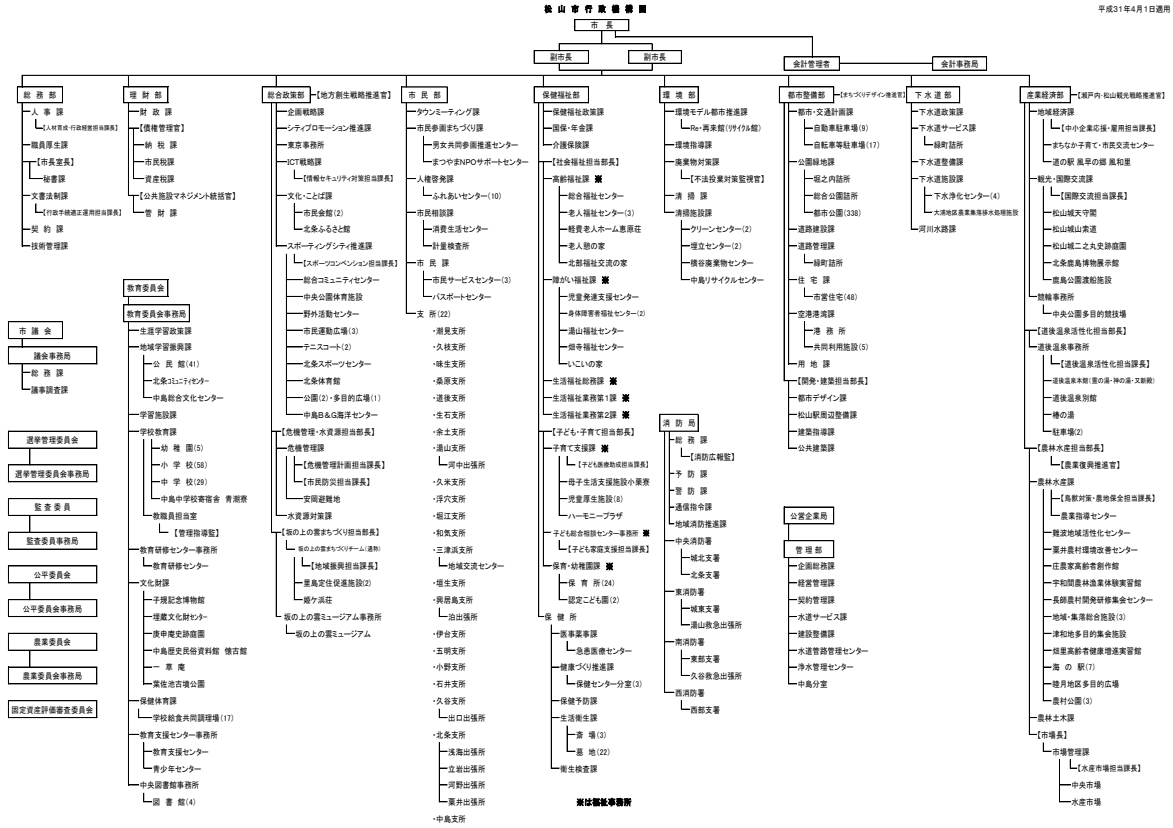 松山市行政機構図
平成31年4月1日適用
市長
副市長
副市長
会計管理者
会計事務局
総務部
人事課
【人材育成・行政経営担当課長】
職員厚生課
【市長室長】
秘書課
文書法制課
【行政手続適正運用担当課長】
契約課
技術管理課
理財部
財政課
【債権管理官】
納税課
市民税課
資産税課
【公共施設マネジメント統括官】
管財課
総合政策部
【地方創生戦略推進官】
企画戦略課
シティプロモーション推進課
東京事務所
ICT戦略課
【情報セキュリティ対策担当課長】
文化・ことば課
市民会館(2)
北条ふるさと館
スポーティングシティ推進課
【スポーツコンベンション担当課長】
総合コミュニティセンター
中央公園体育施設
野外活動センター
市民運動広場(3)
テニスコート(2)
北条スポーツセンター
北条体育館
公園(2)・多目的広場(1)
中島B&G海洋センター
【危機管理・水資源担当部長】
危機管理課
【危機管理計画担当課長】
【市民防災担当課長】
安岡避難地
水資源対策課
【坂の上の雲まちづくり担当部長】
坂の上の雲まちづくりチーム(通称)
【地域振興担当課長】
里島定住促進施設(2)
姫ケ浜荘
坂の上の雲ミュージアム事務所
坂の上の雲ミュージアム
市民部
タウンミーティング課
市民参画まちづくり課
男女共同参画推進センター
まつやまNPOサポートセンター
人権啓発課
ふれあいセンター(10)
市民相談課
消費生活センター
計量検査所
市民課
市民サービスセンター(3)
パスポートセンター
支所(22)
・潮見支所
・久枝支所
・味生支所
・桑原支所
・道後支所
・生石支所
・余土支所
・湯山支所
河中出張所
・久米支所
・浮穴支所
・堀江支所
・和気支所
・三津浜支所
地域交流センター
・垣生支所
・興居島支所
泊出張所
・伊台支所
・五明支所
・小野支所
・石井支所
・久谷支所
出口出張所
・北条支所
浅海出張所
立岩出張所
河野出張所
粟井出張所
・中島支所
保健福祉部
保健福祉政策課
国保・年金課
介護保険課
【社会福祉担当部長】
高齢福祉課 ※
総合福祉センター
老人福祉センター(3)
軽費老人ホーム恵原荘
老人憩の家
北部福祉交流の家
障がい福祉課 ※
児童発達支援センター
身体障害者福祉センター(2)
湯山福祉センター
畑寺福祉センター
いこいの家
生活福祉総務課 ※
生活福祉業務第1課 ※
生活福祉業務第2課 ※
【子ども・子育て担当部長】
子育て支援課 ※
【子ども医療助成担当課長】
母子生活支援施設小栗寮
児童厚生施設(8)
ハーモニープラザ
子ども総合相談センター事務所 ※
【子ども家庭支援担当課長】
保育・幼稚園課 ※
保育所(24)
認定こども園(2)
保健所
医事薬事課
急患医療センター
健康づくり推進課
保健センター分室(3)
保健予防課
生活衛生課
斎場(3)
墓地(22)
衛生検査課
※は福祉事務所
環境部
環境モデル都市推進課
Re・再来館(リサイクル館)
環境指導課
廃棄物対策課
【不法投棄対策監視官】
清掃課
清掃施設課
クリーンセンター(2)
埋立センター(2)
横谷廃棄物センター
中島リサイクルセンター
都市整備部
【まちづくりデザイン推進官】
都市・交通計画課
自動車駐車場(9)
自転車等駐車場(17)
公園緑地課
堀之内詰所
総合公園詰所
都市公園(338)
道路建設課
道路管理課
緑町詰所
住宅課
市営住宅(48)
空港港湾課
港務所
共同利用施設(5)
用地課
【開発・建築担当部長】
都市デザイン課
松山駅周辺整備課
建築指導課
公共建築課
下水道部
下水道政策課
下水道サービス課
緑町詰所
下水道整備課
下水道施設課
下水浄化センター(4)
大浦地区農業集落排水処理施設
河川水路課
産業経済部
【瀬戸内・松山観光戦略推進官】
地域経済課
【中小企業応援・雇用担当課長】
まちなか子育て・市民交流センター
道の駅 風早の郷 風和里
観光・国際交流課
【国際交流担当課長】
松山城天守閣
松山城山索道
松山城二之丸史跡庭園
北条鹿島博物展示館
鹿島公園渡船施設
競輪事務所
中央公園多目的競技場
【道後温泉活性化担当部長】
道後温泉事務所
【道後温泉活性化担当課長】
道後温泉本館(霊の湯・神の湯・又新殿)
道後温泉別館
椿の湯
駐車場(2)
【農林水産担当部長】
【農業復興推進官】
農林水産課
【鳥獣対策・農地保全担当課長】
農業指導センター
難波地域活性化センター
粟井農村環境改善センター
庄農家高齢者創作館
宇和間農林漁業体験実習館
長師農村開発研修集会センター
地域・集落総合施設(3)
津和地多目的集会施設
畑里高齢者健康増進実習館
海の駅(7)
睦月地区多目的広場
農村公園(3)
農林土木課
【市場長】
市場管理課
【水産市場担当課長】
中央市場
水産市場
市議会
議会事務局
総務課
議事調査課
選挙管理委員会
選挙管理委員会事務局
監査委員
監査委員事務局
公平委員会
公平委員会事務局
農業委員会
農業委員会事務局
固定資産評価審査委員会
教育委員会
教育委員会事務局
生涯学習政策課
地域学習振興課
公民館(41)
北条コミュニティセンター
中島総合文化センター
学習施設課
学校教育課
幼稚園(5)
小学校(58)
中学校(29)
中島中学校寄宿舎 青潮寮
教職員担当室
【管理指導監】
教育研修センター事務所
教育研修センター
文化財課
子規記念博物館
埋蔵文化財センター
庚申庵史跡庭園
中島歴史民俗資料館 懐古館
一草庵
葉佐池古墳公園
保健体育課
学校給食共同調理場(17)
教育支援センター事務所
教育支援センター
青少年センター
中央図書館事務所
図書館(4)
消防局
総務課
【消防広報監】
予防課
警防課
通信指令課
地域消防推進課
中央消防署
城北支署
北条支署
東消防署
城東支署
湯山救急出張所
南消防署
東部支署
久谷救急出張所
西消防署
西部支署
公営企業局
管理部
企画総務課
経営管理課
契約管理課
水道サービス課
建設整備課
水道管路管理センター
浄水管理センター
中島分室